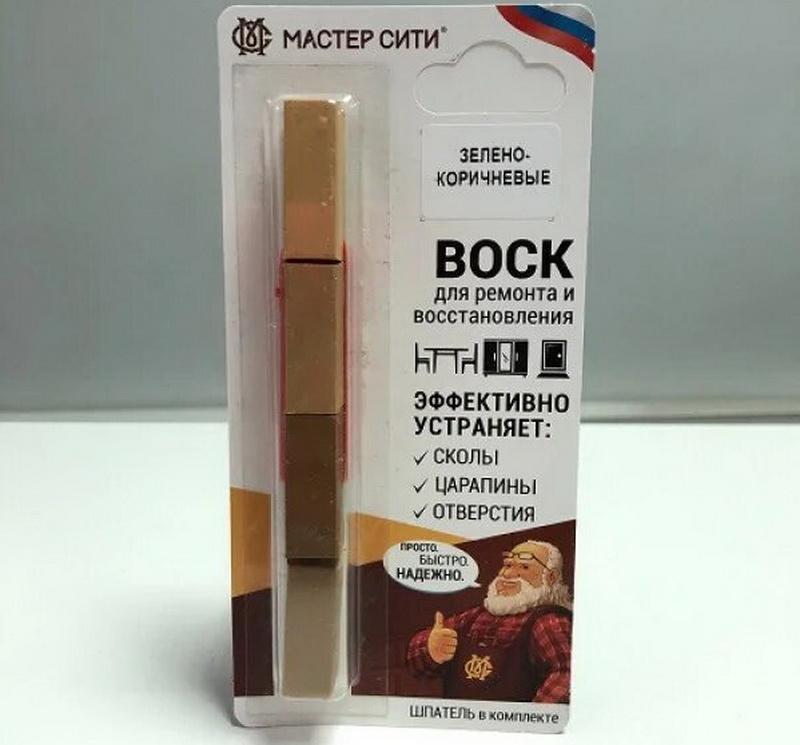 МАСТЕР СИТИ®
ЗЕЛЕНО-
КОРИЧНЕВЫЕ
ВОСК
для ремонта и
восстановления
ЭФФЕКТИВНО
УСТРАНЯЕТ:
✓ СКОЛЫ
✓ ЦАРАПИНЫ
✓ ОТВЕРСТИЯ
ПРОСТО.
БЫСТРО.
НАДЕЖНО.
ШПАТЕЛЬ в комплекте